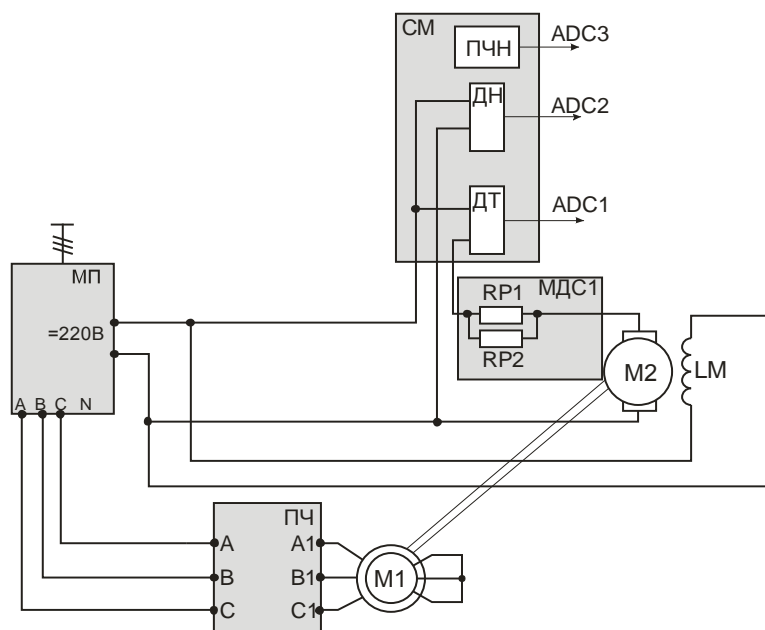 СМ
ПЧН
ADC3
ДН
ADC2
ДТ
ADC1
МП
=220В
A B C N
МДС1
RP1
RP2
M2
LM
ПЧ
A A1
B B1
C C1
M1